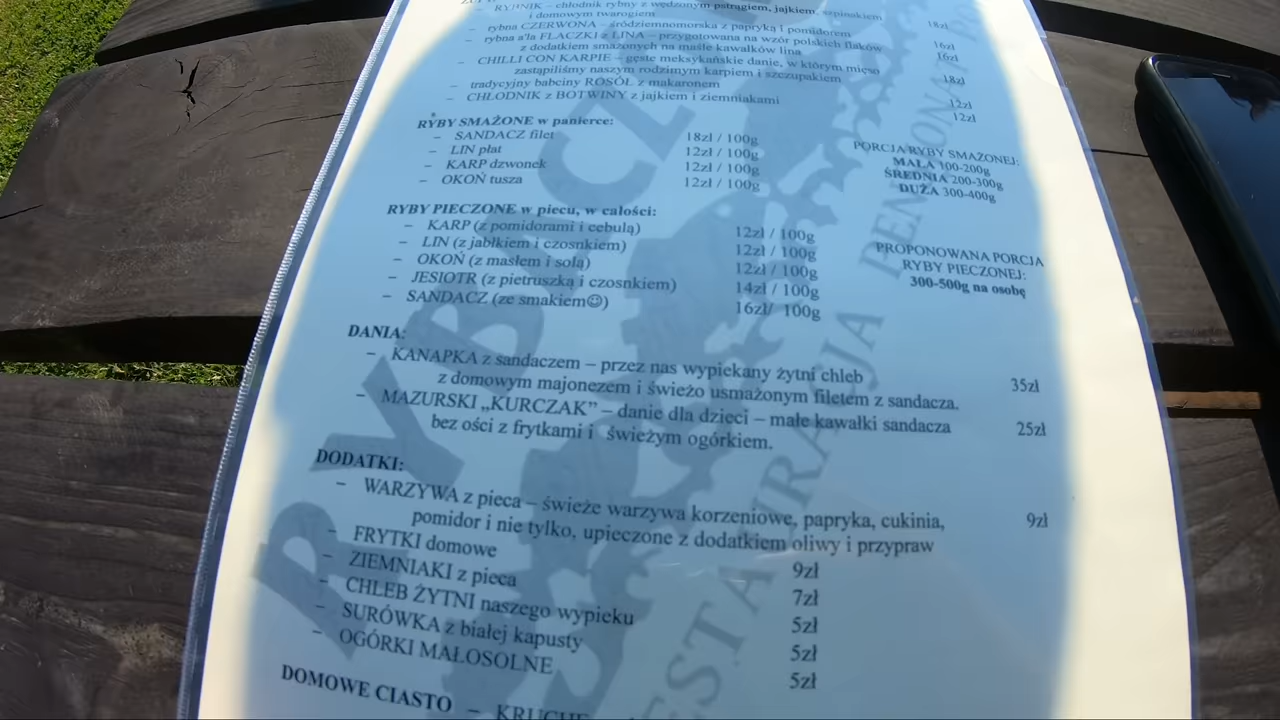 RYBNIK – chłodnik rybny z wędzonym pstrągiem, jajkiem, szpinakiem
i domowym twarogiem 18zł
– rybna CZERWONA – śródziemnomorska z papryką i pomidorem 16zł
– rybna a'la FLACZKI z LINA – przygotowana na wzór polskich flaków 16zł
z dodatkiem smażonych na maśle kawałków lina
– CHILLI CON KARPIE – gęste meksykańskie danie, w którym mięso 18zł
zastąpiliśmy naszym rodzimym karpiem i szczupakiem
– tradycyjny babciny ROSÓŁ z makaronem 12zł
– CHŁODNIK z BOTWINY z jajkiem i ziemniakami 12zł
RYBY SMAŻONE w panierce:
– SANDACZ filet 18zł / 100g
– LIN płat 12zł / 100g
– KARP dzwonek 12zł / 100g
– OKOŃ tusza 12zł / 100g
PORCJA RYBY SMAŻONEJ:
MAŁA 100-200g
ŚREDNIA 200-300g
DUŻA 300-400g
RYBY PIECZONE w piecu, w całości:
– KARP (z pomidorami i cebulą) 12zł / 100g
– LIN (z jabłkiem i czosnkiem) 12zł / 100g
– OKOŃ (z masłem i solą) 12zł / 100g
– JESIOTR (z pietruszką i czosnkiem) 14zł / 100g
– SANDACZ (ze smakiem☺) 16zł/ 100g
PROPONOWANA PORCJA
RYBY PIECZONEJ:
300-500g na osobę
DANIA:
– KANAPKA z sandaczem – przez nas wypiekany żytni chleb
z domowym majonezem i świeżo usmażonym filetem z sandacza. 35zł
– MAZURSKI „KURCZAK” – danie dla dzieci – małe kawałki sandacza 25zł
bez ości z frytkami i świeżym ogórkiem.
DODATKI:
– WARZYWA z pieca – świeże warzywa korzeniowe, papryka, cukinia, 9zł
pomidor i nie tylko, upieczone z dodatkiem oliwy i przypraw
– FRYTKI domowe 9zł
– ZIEMNIAKI z pieca 7zł
– CHLEB ŻYTNI naszego wypieku 5zł
– SURÓWKA z białej kapusty 5zł
– OGÓRKI MAŁOSOLNE 5zł
DOMOWE CIASTO – KRUCHE